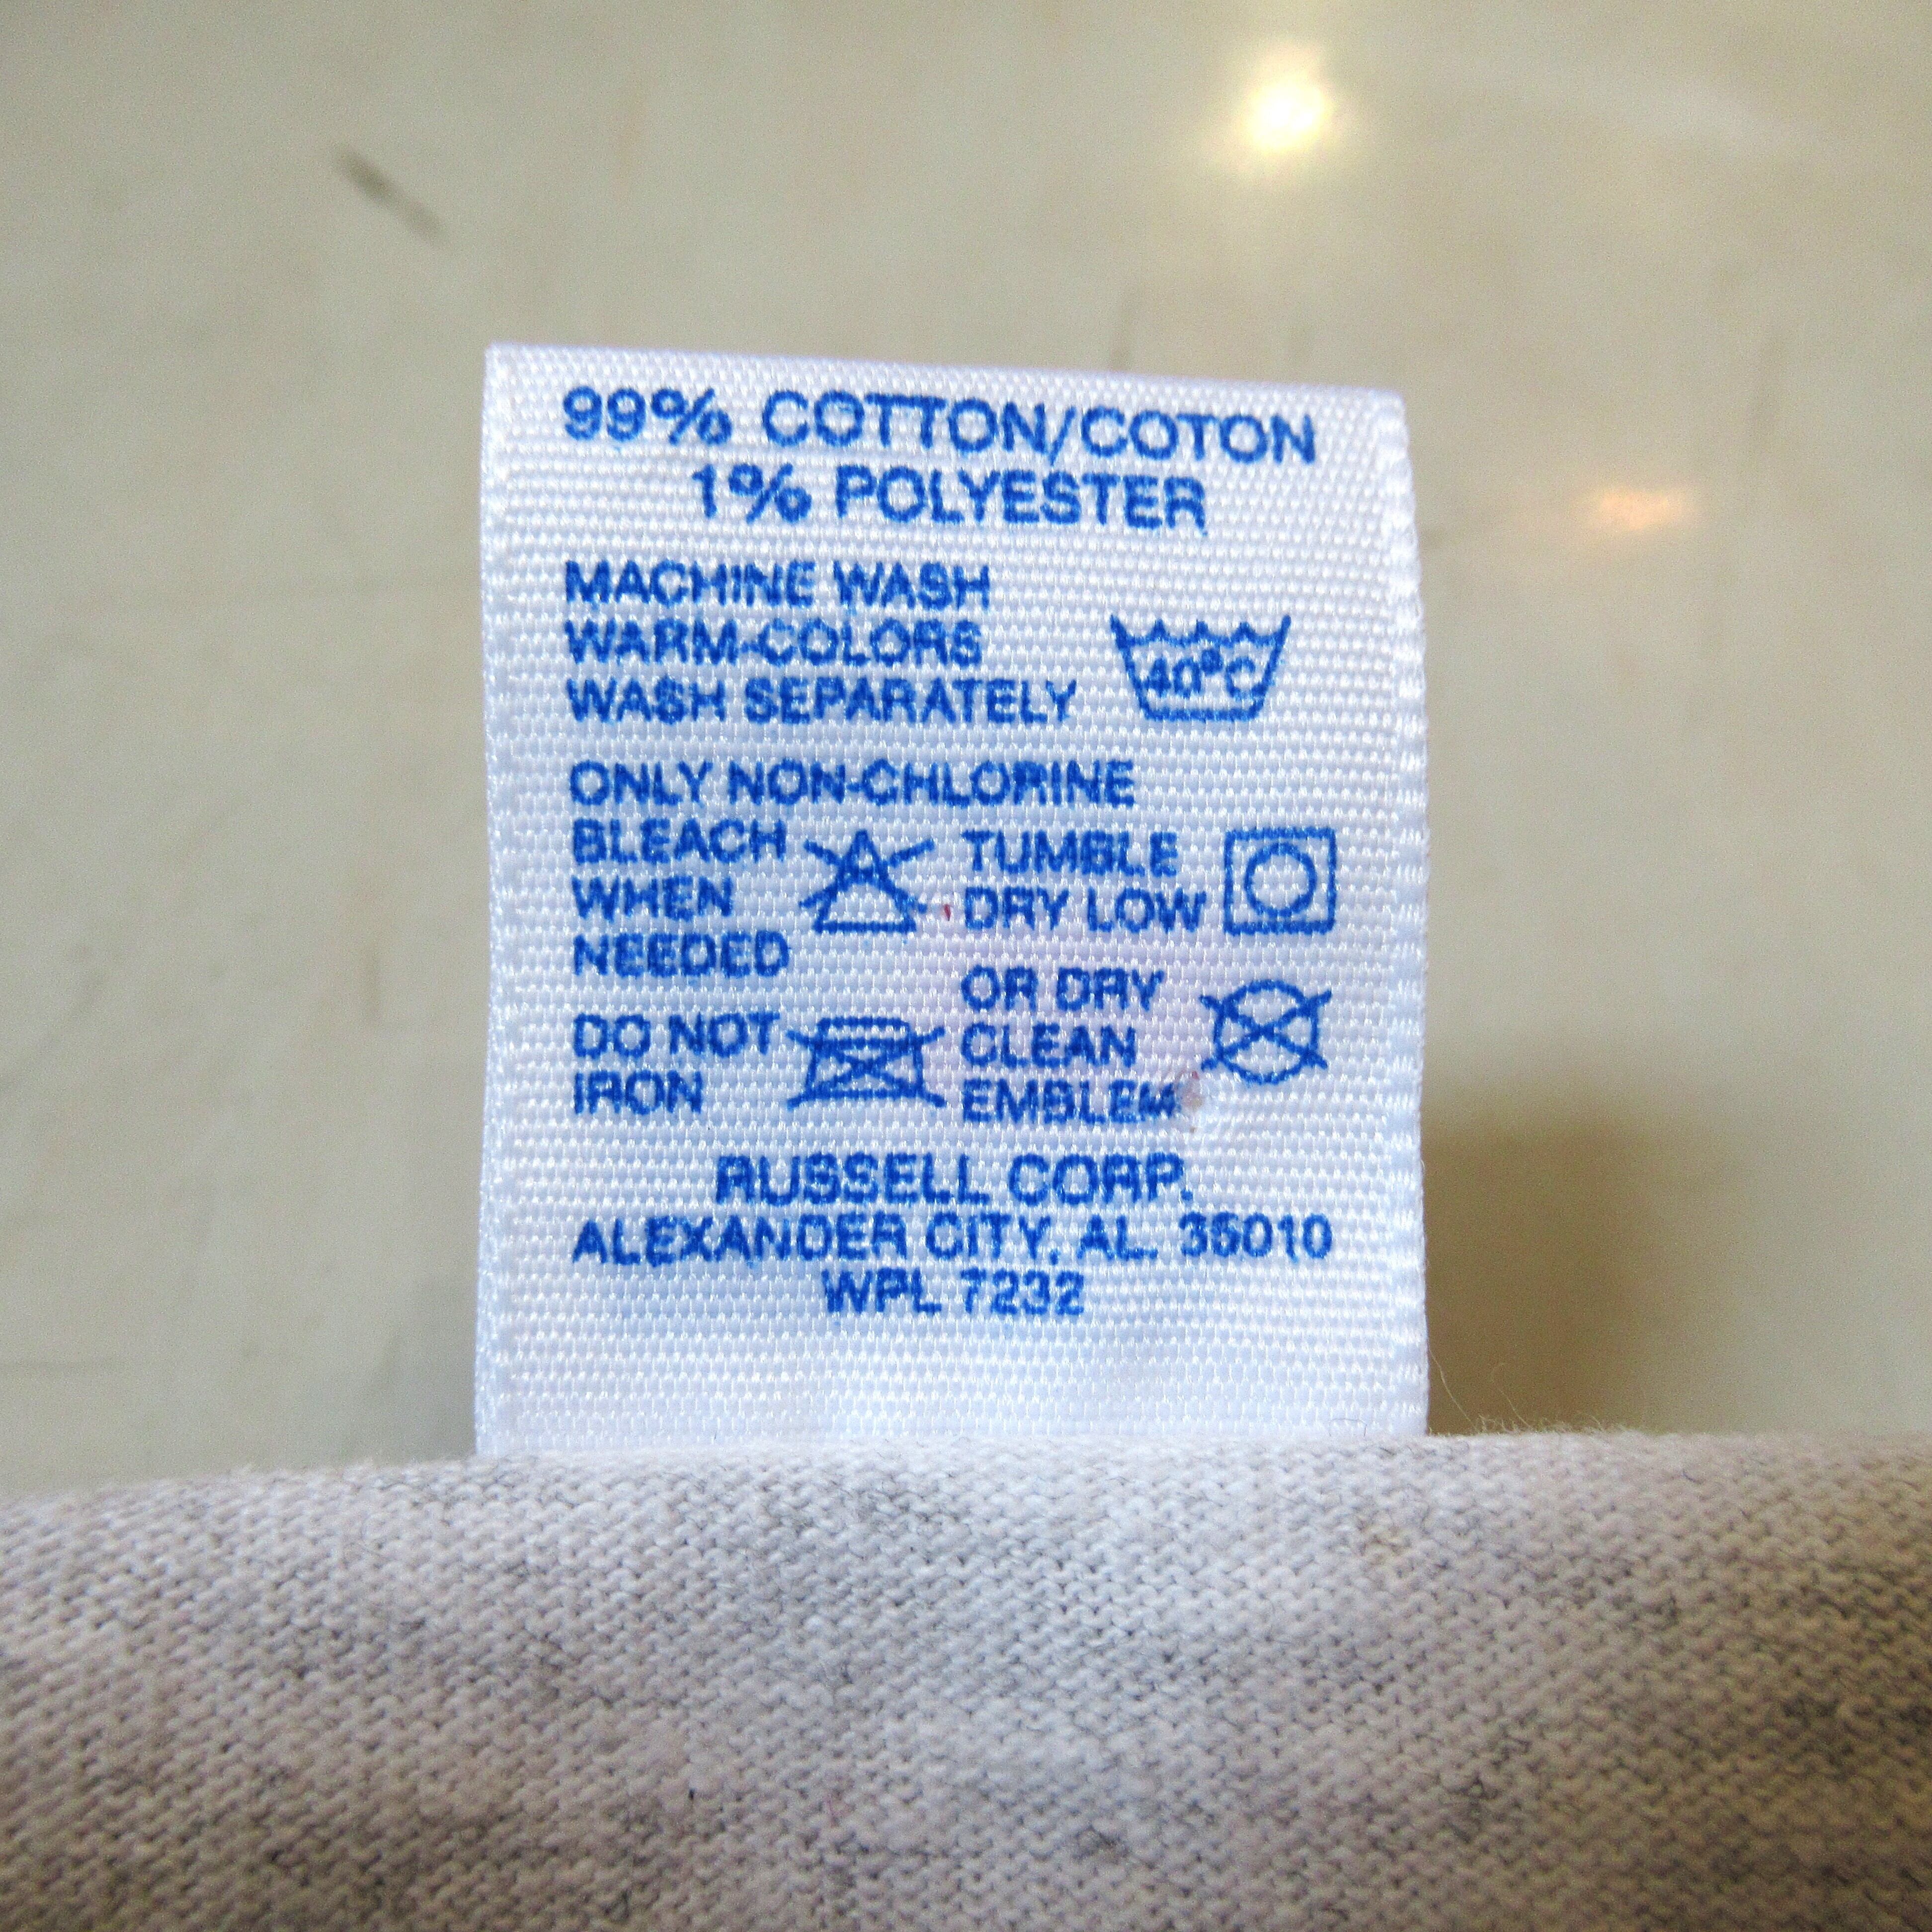 99% COTTON/COTON
1% POLYESTER
MACHINE WASH
WARM-COLORS
WASH SEPARATELY
40°C
ONLY NON-CHLORINE
BLEACH
WHEN
NEEDED
TUMBLE
DRY LOW
DO NOT
IRON
OR DRY
CLEAN
EMBLEM
RUSSELL CORP.
ALEXANDER CITY, AL. 35010
WPL 7232